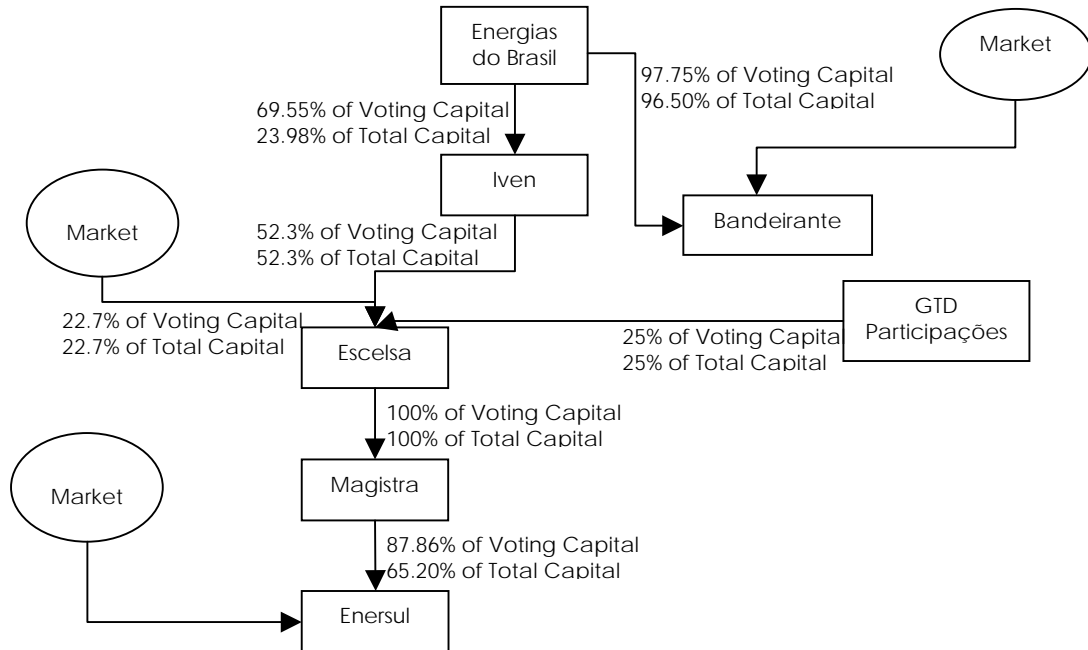 Energias
do Brasil
Market
97.75% of Voting Capital
96.50% of Total Capital
69.55% of Voting Capital
23.98% of Total Capital
Iven
Bandeirante
Market
52.3% of Voting Capital
52.3% of Total Capital
GTD
Participações
22.7% of Voting Capital
22.7% of Total Capital
Escelsa
25% of Voting Capital
25% of Total Capital
100% of Voting Capital
100% of Total Capital
Market
Magistra
87.86% of Voting Capital
65.20% of Total Capital
Enersul